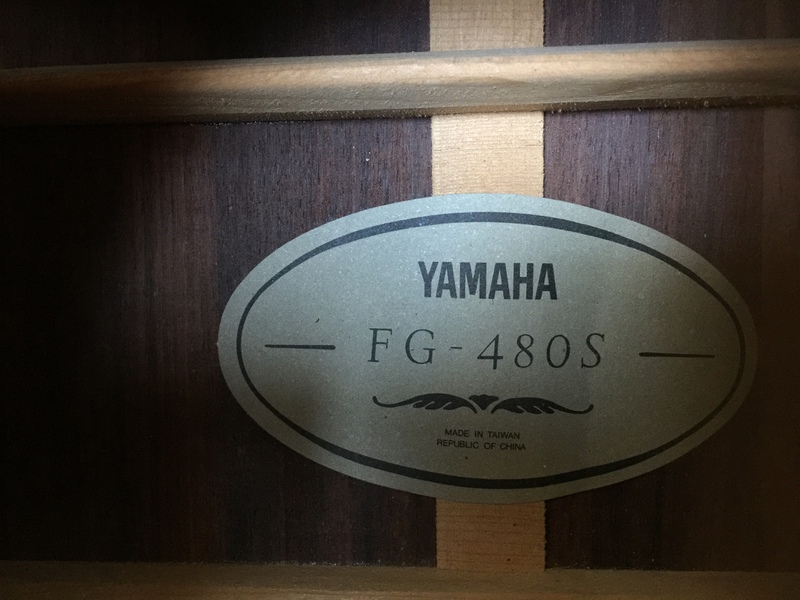 YAMAHA
FG-480S
MADE IN TAIWAN
REPUBLIC OF CHINA